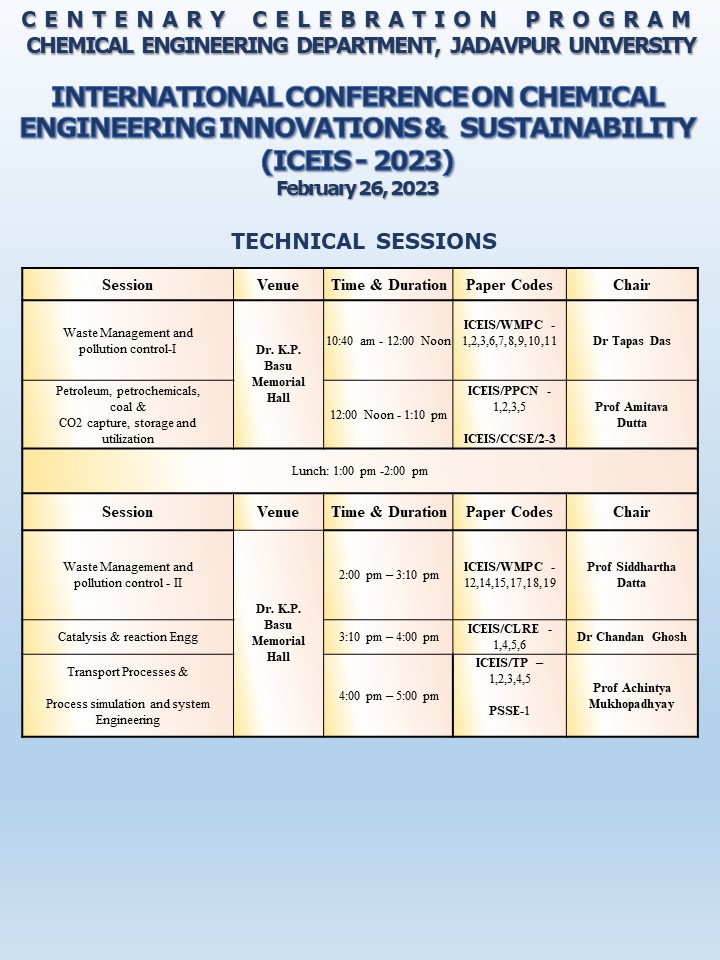 CENTENARY CELEBRATION PROGRAM
CHEMICAL ENGINEERING DEPARTMENT, JADAVPUR UNIVERSITY
INTERNATIONAL CONFERENCE ON CHEMICAL
ENGINEERING INNOVATIONS & SUSTAINABILITY
(ICEIS - 2023)
February 26, 2023
TECHNICAL SESSIONS
Session Venue Time & Duration Paper Codes Chair
Waste Management and
pollution control-I
Dr. K.P.
Basu
Memorial
Hall
10:40 am - 12:00 Noon
ICEIS/WMPC -
1,2,3,6,7,8,9,10,11
Dr Tapas Das
Petroleum, petrochemicals,
coal &
CO2 capture, storage and
utilization
12:00 Noon - 1:10 pm
ICEIS/PPCN -
1,2,3,5
ICEIS/CCSE/2-3
Prof Amitava
Dutta
Lunch: 1:00 pm -2:00 pm
Session Venue Time & Duration Paper Codes Chair
Waste Management and
pollution control - II
Dr. K.P.
Basu
Memorial
Hall
2:00 pm – 3:10 pm
ICEIS/WMPC -
12,14,15,17,18,19
Prof Siddhartha
Datta
Catalysis & reaction Engg
3:10 pm – 4:00 pm
ICEIS/CLRE -
1,4,5,6
Dr Chandan Ghosh
Transport Processes &
Process simulation and system
Engineering
4:00 pm – 5:00 pm
ICEIS/TP –
1,2,3,4,5
PSSE-1
Prof Achintya
Mukhopadhyay